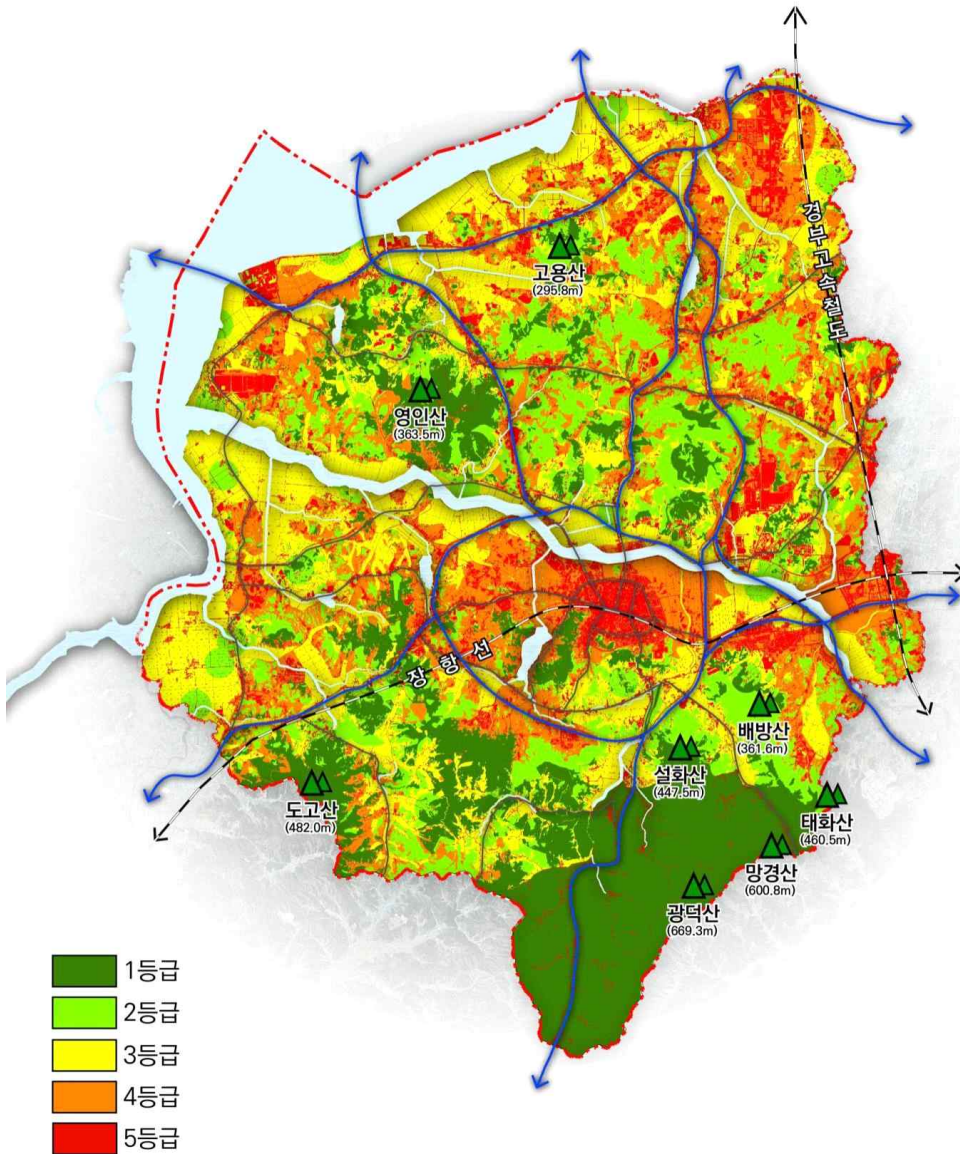 경부고속철도
고용산
(295.8m)
영인산
(363.5m)
장항선
배방산
(361.6m)
설화산
(447.5m)
도고산
(482.0m)
태화산
(460.5m)
망경산
(600.8m)
광덕산
(669.3m)
1등급
2등급
3등급
4등급
5등급